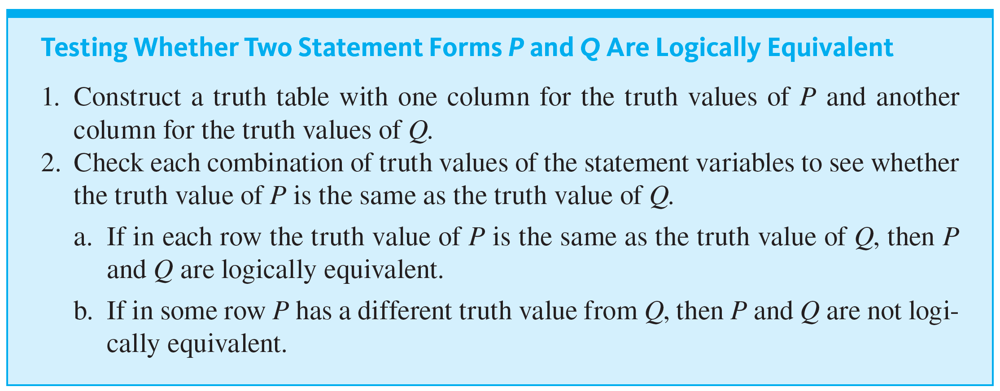 Testing Whether Two Statement Forms P and Q Are Logically Equivalent
1. Construct a truth table with one column for the truth values of P and another
column for the truth values of Q.
2. Check each combination of truth values of the statement variables to see whether
the truth value of P is the same as the truth value of Q.
a. If in each row the truth value of P is the same as the truth value of Q, then P
and Q are logically equivalent.
b. If in some row P has a different truth value from Q, then P and Q are not logi-
cally equivalent.